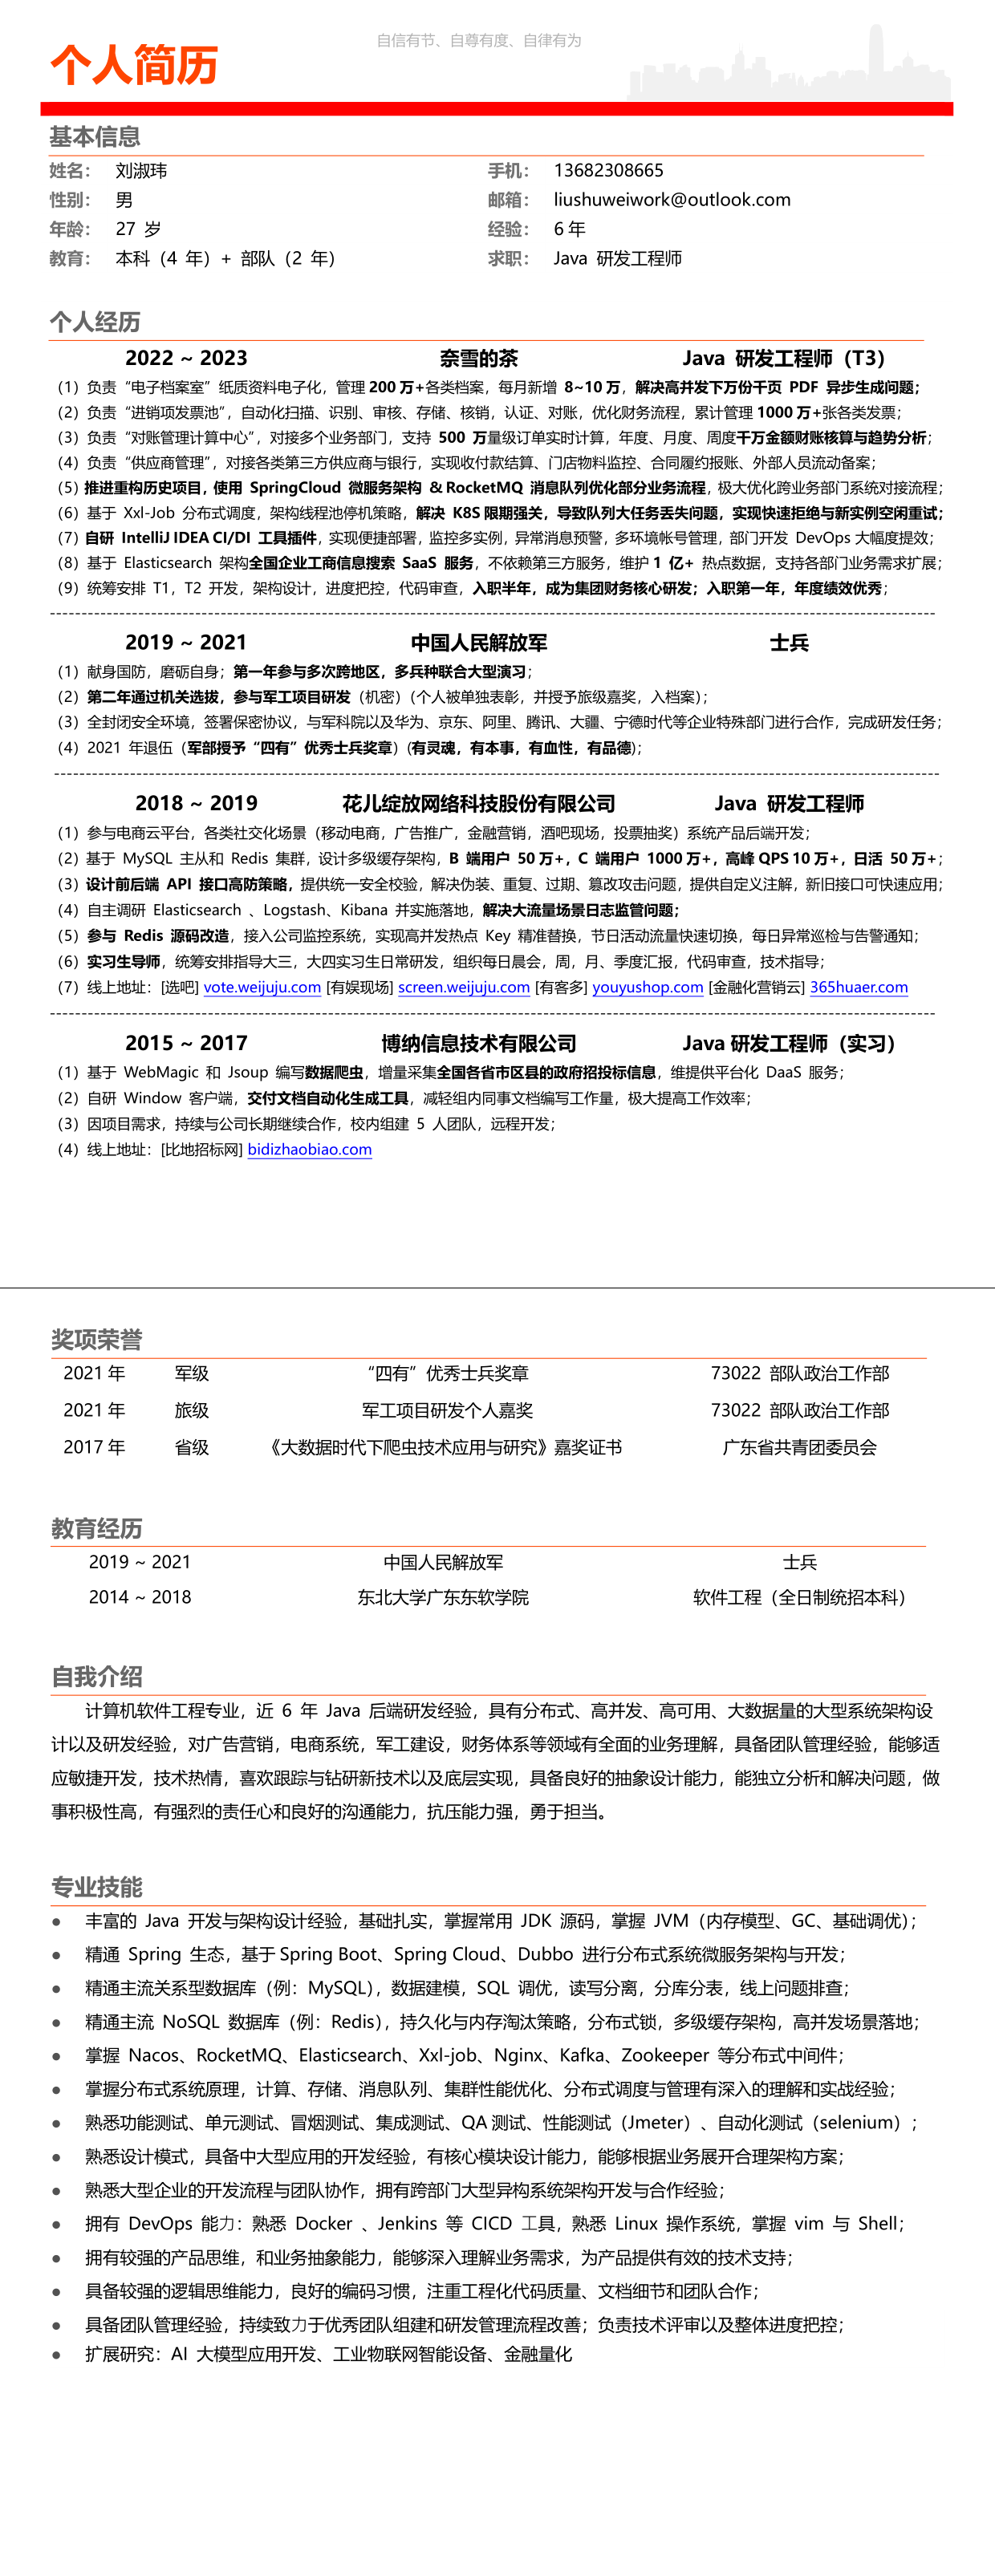 自信有节、自尊有度、自律有为
个人简历
基本信息
姓名： 刘淑玮 手机： 13682308665
性别： 男 邮箱： liushuweiwork@outlook.com
年龄： 27 岁 经验： 6 年
教育： 本科（4 年）+ 部队（2 年） 求职： Java 研发工程师
个人经历
2022 ~ 2023 奈雪的茶 Java 研发工程师（T3）
（1）负责“电子档案室”纸质资料电子化，管理 200 万+各类档案，每月新增 8~10 万，解决高并发下万份千页 PDF 异步生成问题；
（2）负责“进销项发票池”，自动化扫描、识别、审核、存储、核销，认证、对账，优化财务流程，累计管理 1000 万+张各类发票；
（3）负责“对账管理计算中心”，对接多个业务部门，支持 500 万量级订单实时计算，年度、月度、周度千万金额财账核算与趋势分析；
（4）负责“供应商管理”，对接各类第三方供应商与银行，实现收付款结算、门店物料监控、合同履约报账、外部人员流动备案；
（5）推进重构历史项目，使用 SpringCloud 微服务架构 & RocketMQ 消息队列优化部分业务流程，极大优化跨业务部门系统对接流程；
（6）基于 Xxl-Job 分布式调度，架构线程池停机策略，解决 K8S 限期强关，导致队列大任务丢失问题，实现快速拒绝与新实例空闲重试；
（7）自研 IntelliJ IDEA CI/DI 工具插件，实现便捷部署，监控多实例，异常消息预警，多环境帐号管理，部门开发 DevOps 大幅度提效；
（8）基于 Elasticsearch 架构全国企业工商信息搜索 SaaS 服务，不依赖第三方服务，维护 1 亿+ 热点数据，支持各部门业务需求扩展；
（9）统筹安排 T1，T2 开发，架构设计，进度把控，代码审查，入职半年，成为集团财务核心研发；入职第一年，年度绩效优秀；
2019 ~ 2021 中国人民解放军 士兵
（1）献身国防，磨砺自身；第一年参与多次跨地区，多兵种联合大型演习；
（2）第二年通过机关选拔，参与军工项目研发（机密）（个人被单独表彰，并授予旅级嘉奖，入档案）；
（3）全封闭安全环境，签署保密协议，与军科院以及华为、京东、阿里、腾讯、大疆、宁德时代等企业特殊部门进行合作，完成研发任务；
（4）2021 年退伍（军部授予“四有”优秀士兵奖章）（有灵魂，有本事，有血性，有品德）；
2018 ~ 2019 花儿绽放网络科技股份有限公司 Java 研发工程师
（1）参与电商云平台，各类社交化场景（移动电商，广告推广，金融营销，酒吧现场，投票抽奖）系统产品后端开发；
（2）基于 MySQL 主从和 Redis 集群，设计多级缓存架构，B 端用户 50 万+，C 端用户 1000 万+，高峰 QPS 10 万+，日活 50 万+；
（3）设计前后端 API 接口高防策略，提供统一安全校验，解决伪装、重复、过期、篡改攻击问题，提供自定义注解，新旧接口可快速应用；
（4）自主调研 Elasticsearch 、Logstash、Kibana 并实施落地，解决大流量场景日志监管问题；
（5）参与 Redis 源码改造，接入公司监控系统，实现高并发热点 Key 精准替换，节日活动流量快速切换，每日异常巡检与告警通知；
（6）实习生导师，统筹安排指导大三，大四实习生日常研发，组织每日晨会，周，月、季度汇报，代码审查，技术指导；
（7）线上地址：[选吧] vote.weijuju.com [有娱现场] screen.weijuju.com [有客多] youyushop.com [金融化营销云] 365huaer.com
2015 ~ 2017 博纳信息技术有限公司 Java 研发工程师（实习）
（1）基于 WebMagic 和 Jsoup 编写数据爬虫，增量采集全国各省市区县的政府招投标信息，维提供平台化 DaaS 服务；
（2）自研 Window 客户端，交付文档自动化生成工具，减轻组内同事文档编写工作量，极大提高工作效率；
（3）因项目需求，持续与公司长期继续合作，校内组建 5 人团队，远程开发；
（4）线上地址：[比地招标网] bidizhaobiao.com
奖项荣誉
2021 年 军级 “四有”优秀士兵奖章 73022 部队政治工作部
2021 年 旅级 军工项目研发个人嘉奖 73022 部队政治工作部
2017 年 省级 《大数据时代下爬虫技术应用与研究》嘉奖证书 广东省共青团委员会
教育经历
2019 ~ 2021 中国人民解放军 士兵
2014 ~ 2018 东北大学广东东软学院 软件工程（全日制统招本科）
自我介绍
计算机软件工程专业，近 6 年 Java 后端研发经验，具有分布式、高并发、高可用、大数据量的大型系统架构设
计以及研发经验，对广告营销，电商系统，军工建设，财务体系等领域有全面的业务理解，具备团队管理经验，能够适
应敏捷开发，技术热情，喜欢跟踪与钻研新技术以及底层实现，具备良好的抽象设计能力，能独立分析和解决问题，做
事积极性高，有强烈的责任心和良好的沟通能力，抗压能力强，勇于担当。
专业技能
● 丰富的 Java 开发与架构设计经验，基础扎实，掌握常用 JDK 源码，掌握 JVM（内存模型、GC、基础调优）；
● 精通 Spring 生态，基于 Spring Boot、Spring Cloud、Dubbo 进行分布式系统微服务架构与开发；
● 精通主流关系型数据库（例：MySQL），数据建模，SQL 调优，读写分离，分库分表，线上问题排查；
● 精通主流 NoSQL 数据库（例：Redis），持久化与内存淘汰策略，分布式锁，多级缓存架构，高并发场景落地；
● 掌握 Nacos、RocketMQ、Elasticsearch、Xxl-job、Nginx、Kafka、Zookeeper 等分布式中间件；
● 掌握分布式系统原理，计算、存储、消息队列、集群性能优化、分布式调度与管理有深入的理解和实战经验；
● 熟悉功能测试、单元测试、冒烟测试、集成测试、QA 测试、性能测试（Jmeter）、自动化测试（selenium）；
● 熟悉设计模式，具备中大型应用的开发经验，有核心模块设计能力，能够根据业务展开合理架构方案；
● 熟悉大型企业的开发流程与团队协作，拥有跨部门大型异构系统架构开发与合作经验；
● 拥有 DevOps 能力：熟悉 Docker 、Jenkins 等 CICD 工具，熟悉 Linux 操作系统，掌握 vim 与 Shell；
● 拥有较强的产品思维，和业务抽象能力，能够深入理解业务需求，为产品提供有效的技术支持；
● 具备较强的逻辑思维能力，良好的编码习惯，注重工程化代码质量、文档细节和团队合作；
● 具备团队管理经验，持续致力于优秀团队组建和研发管理流程改善；负责技术评审以及整体进度把控；
● 扩展研究：AI 大模型应用开发、工业物联网智能设备、金融量化